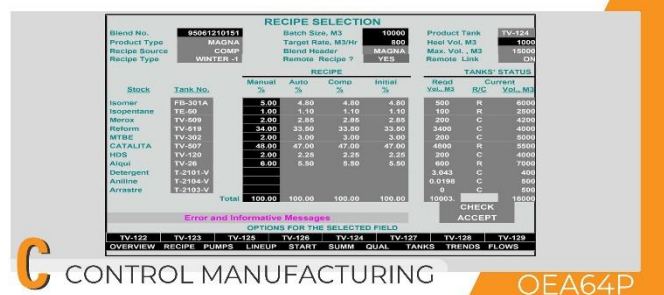 RECIPE SELECTION
Blend No. 95061210151 Batch Size, M3 10000 Product Tank TV-124
Product Type MAGNA Target Rate, M3/Hr 800 Heel Vol, M3 1000
Recipe Source COMP Blend Header MAGNA Max. Vol., M3 15000
Recipe Type WINTER -1 Remote Recipe ? YES Remote Link ON
RECIPE TANKS' STATUS
Manual Auto Comp Initial Reqd Current
Stock Tank No. % % % % Vol., M3 R/C Vol., M3
Isomer FB-301A 5.00 4.80 4.80 4.80 500 R 6000
Isopentane TE-50 1.00 1.10 1.10 1.10 100 R 2500
Merox TV-509 2.00 2.85 2.85 2.85 200 C 4200
Reform TV-519 34.00 33.50 33.50 33.50 3400 C 4000
MTBE TV-302 2.00 3.00 3.00 3.00 200 C 5000
CATALITA TV-507 48.00 47.00 47.00 47.00 4800 R 5500
HDS TV-120 2.00 2.25 2.25 2.25 200 C 4000
Alqui TV-26 6.00 5.50 5.50 5.50 600 R 7000
Detergent T-2101-V 3.043 C 400
Aniline T-2104-V 0.0198 C 500
Arrastre T-2103-V 0 C 500
Total 100.00 100.00 100.00 100.00 10003. 16000
CHECK
Error and Informative Messages ACCEPT
OPTIONS FOR THE SELECTED FIELD
TV-122 TV-123 TV-125 TV-126 TV-124 TV-127 TV-128 TV-129
OVERVIEW RECIPE PUMPS LINEUP START SUMM QUAL TANKS TRENDS FLOWS
C CONTROL MANUFACTURING
OEA64P